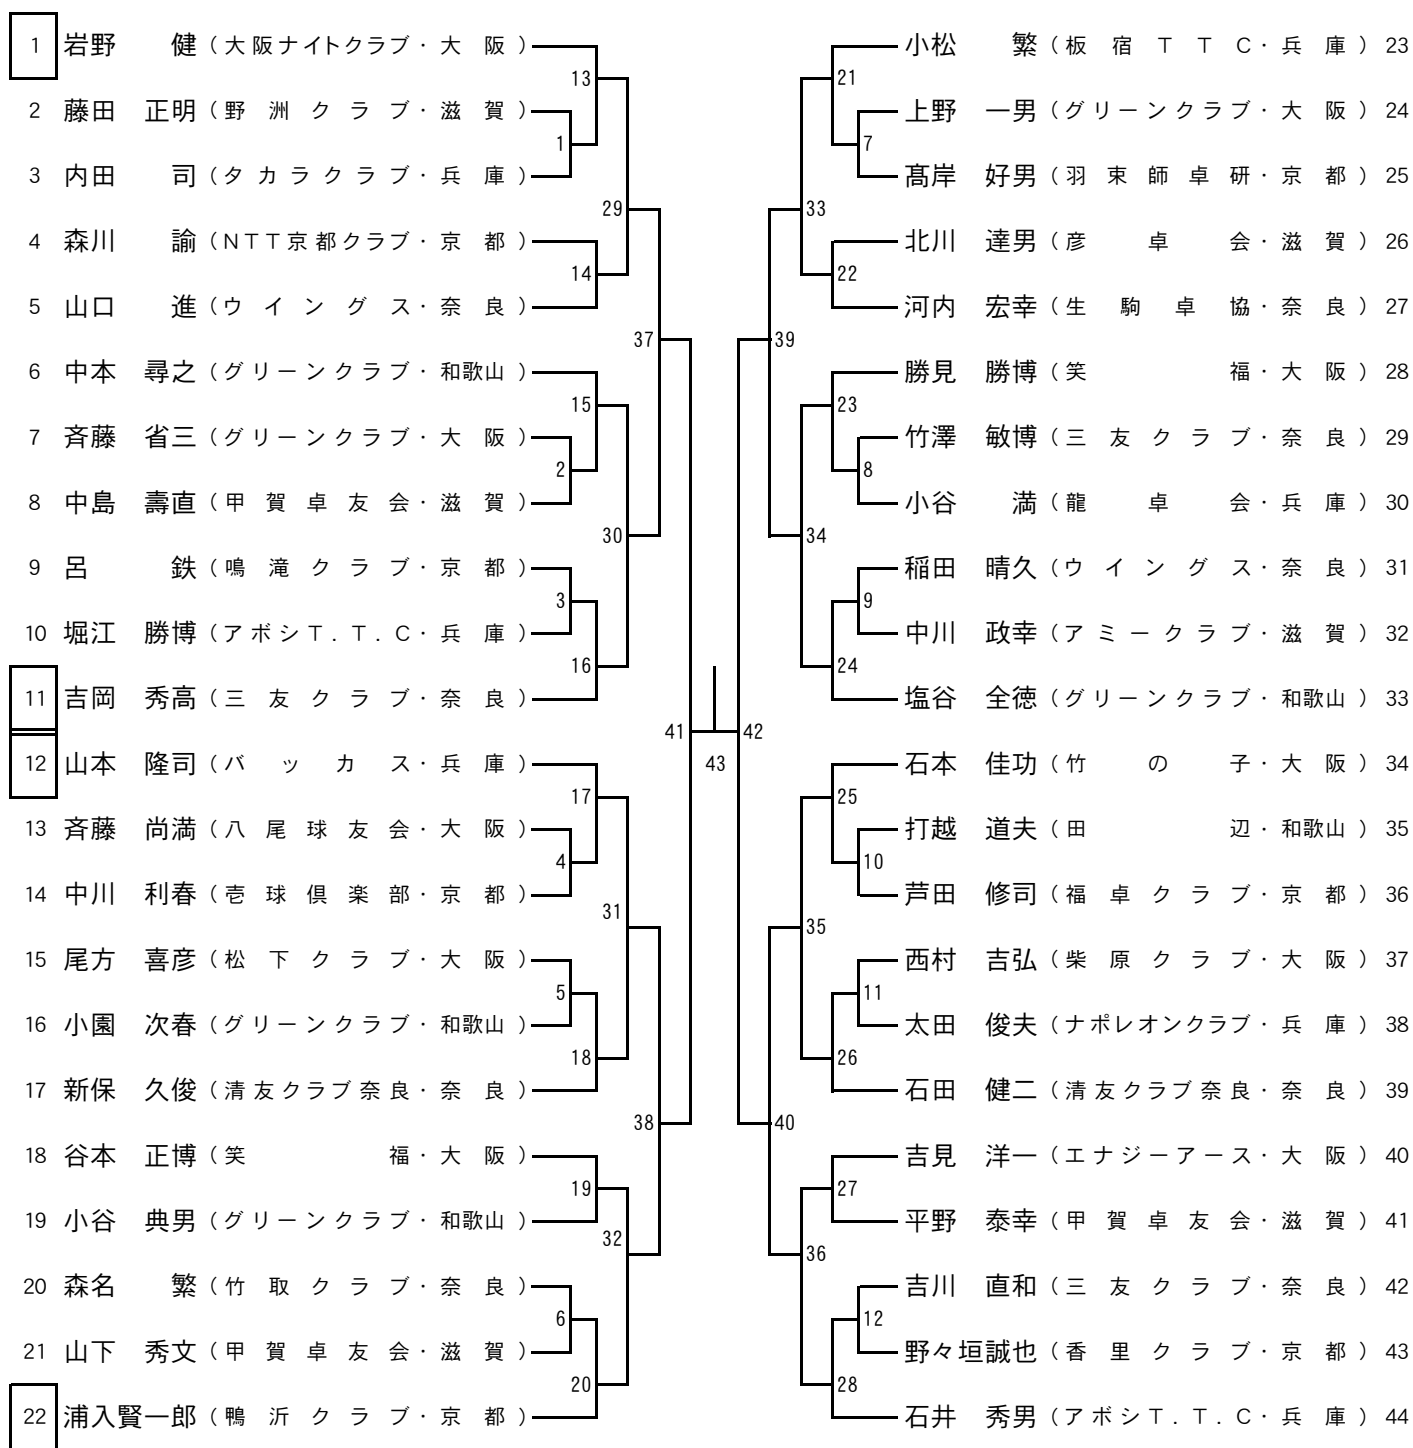 1 岩野 健 (大阪ナイトクラブ・大阪)
2 藤田 正明 (野洲クラブ・滋賀)
3 内田 司 (タカラクラブ・兵庫)
4 森川 諭 (NTT京都クラブ・京都)
5 山口 進 (ウイングス・奈良)
6 中本 尋之 (グリーンクラブ・和歌山)
7 斉藤 省三 (グリーンクラブ・大阪)
8 中島 壽直 (甲賀卓友会・滋賀)
9 呂 鉄 (鳴滝クラブ・京都)
10 堀江 勝博 (アボシT.T.C・兵庫)
11 吉岡 秀高 (三友クラブ・奈良)
12 山本 隆司 (バッカス・兵庫)
13 斉藤 尚満 (八尾球友会・大阪)
14 中川 利春 (壱球倶楽部・京都)
15 尾方 喜彦 (松下クラブ・大阪)
16 小園 次春 (グリーンクラブ・和歌山)
17 新保 久俊 (清友クラブ奈良・奈良)
18 谷本 正博 (笑福・大阪)
19 小谷 典男 (グリーンクラブ・和歌山)
20 森名 繁 (竹取クラブ・奈良)
21 山下 秀文 (甲賀卓友会・滋賀)
22 浦入賢一郎 (鴨沂クラブ・京都)
13
1
29
14
37
15
2
30
3
16
41
17
4
31
5
18
38
19
32
6
20
43
21
7
33
22
39
23
8
34
9
24
42
25
10
35
11
26
40
27
36
12
28
小松 繁 (板宿TTC・兵庫) 23
上野 一男 (グリーンクラブ・大阪) 24
髙岸 好男 (羽束師卓研・京都) 25
北川 達男 (彦卓会・滋賀) 26
河内 宏幸 (生駒卓協・奈良) 27
勝見 勝博 (笑福・大阪) 28
竹澤 敏博 (三友クラブ・奈良) 29
小谷 満 (龍卓会・兵庫) 30
稲田 晴久 (ウイングス・奈良) 31
中川 政幸 (アミークラブ・滋賀) 32
塩谷 全徳 (グリーンクラブ・和歌山) 33
石本 佳功 (竹の子・大阪) 34
打越 道夫 (田辺・和歌山) 35
芦田 修司 (福卓クラブ・京都) 36
西村 吉弘 (柴原クラブ・大阪) 37
太田 俊夫 (ナポレオンクラブ・兵庫) 38
石田 健二 (清友クラブ奈良・奈良) 39
吉見 洋一 (エナジーアース・大阪) 40
平野 泰幸 (甲賀卓友会・滋賀) 41
吉川 直和 (三友クラブ・奈良) 42
野々垣誠也 (香里クラブ・京都) 43
石井 秀男 (アボシT.T.C・兵庫) 44